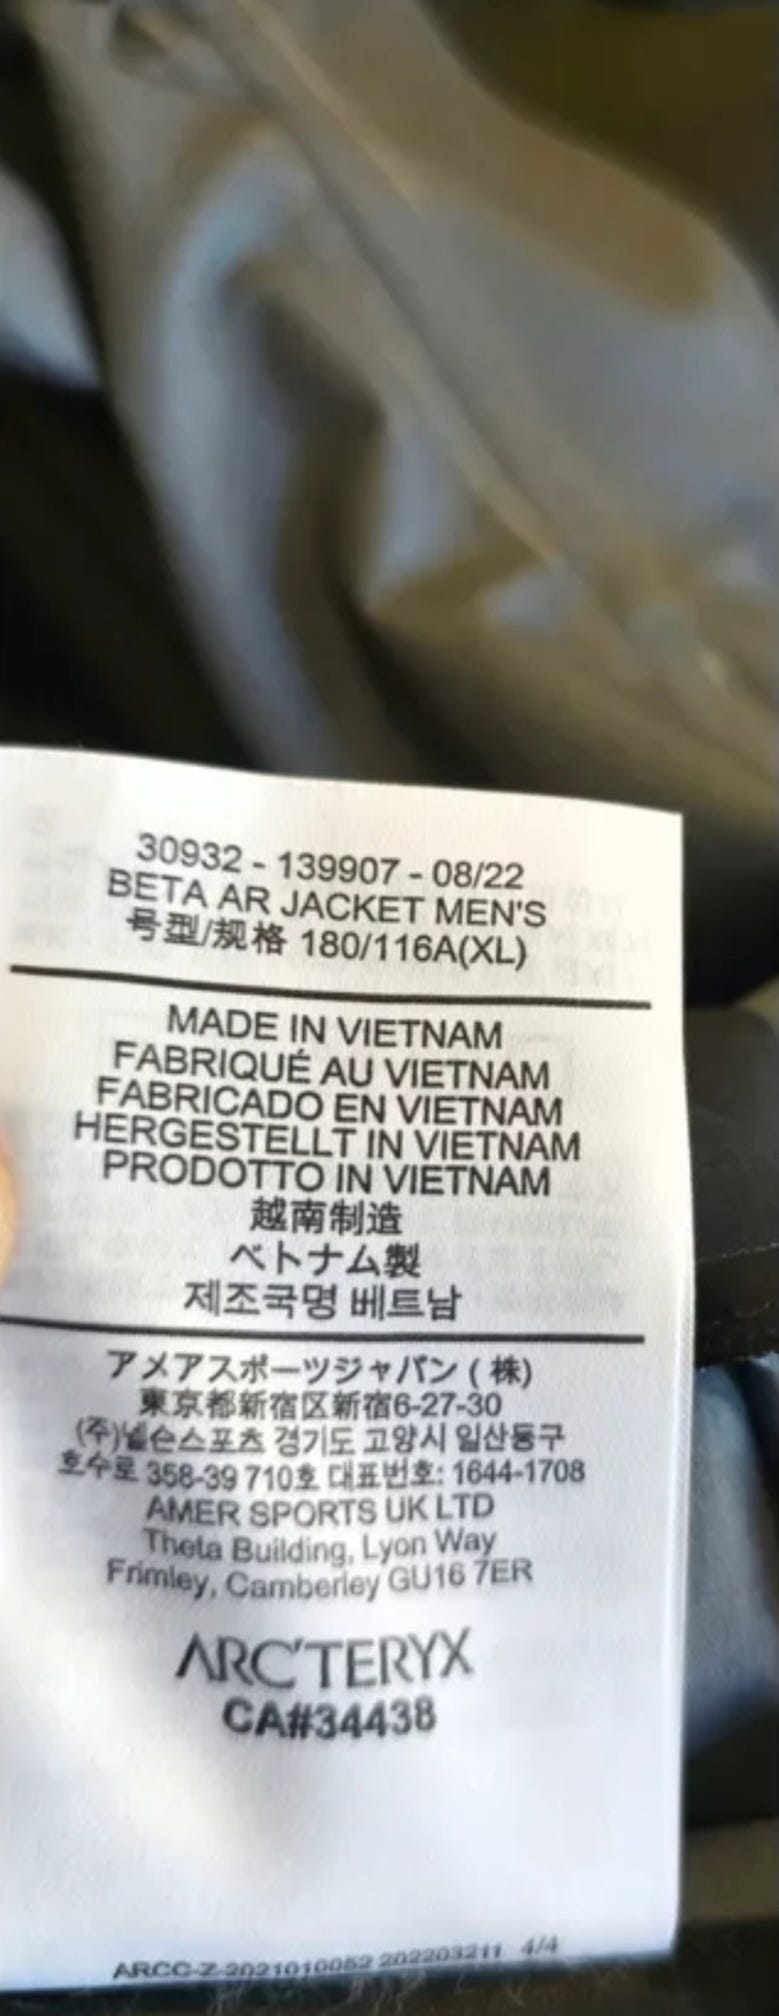 30932 - 139907 - 08/22
BETA AR JACKET MEN'S
号型/规格 180/116A(XL)
MADE IN VIETNAM
FABRIQUÉ AU VIETNAM
FABRICADO EN VIETNAM
HERGESTELLT IN VIETNAM
PRODOTTO IN VIETNAM
越南制造
ベトナム製
제조국명 베트남
アメアスポーツジャパン ( 株)
東京都新宿区新宿6-27-30
(주)넬슨스포츠 경기도 고양시 일산동구
호수로 358-39 710호 대표번호: 1644-1708
AMER SPORTS UK LTD
Theta Building, Lyon Way
Frimley, Camberley GU16 7ER
ARC'TERYX
CA#34438
ARCC-Z-2021010052 202203211 4/4